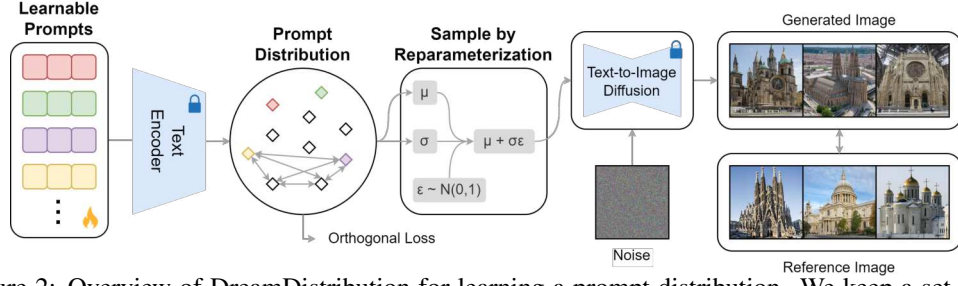 Learnable
Prompts
Text
Encoder
Prompt
Distribution
Orthogonal Loss
Sample by
Reparameterization
μ
σ
ε ~ N(0,1)
μ + σε
Text-to-Image
Diffusion
Noise
Generated Image
Reference Image
ure 2: Overview of DreamDistribution for learning a prompt distribution. We keep a set